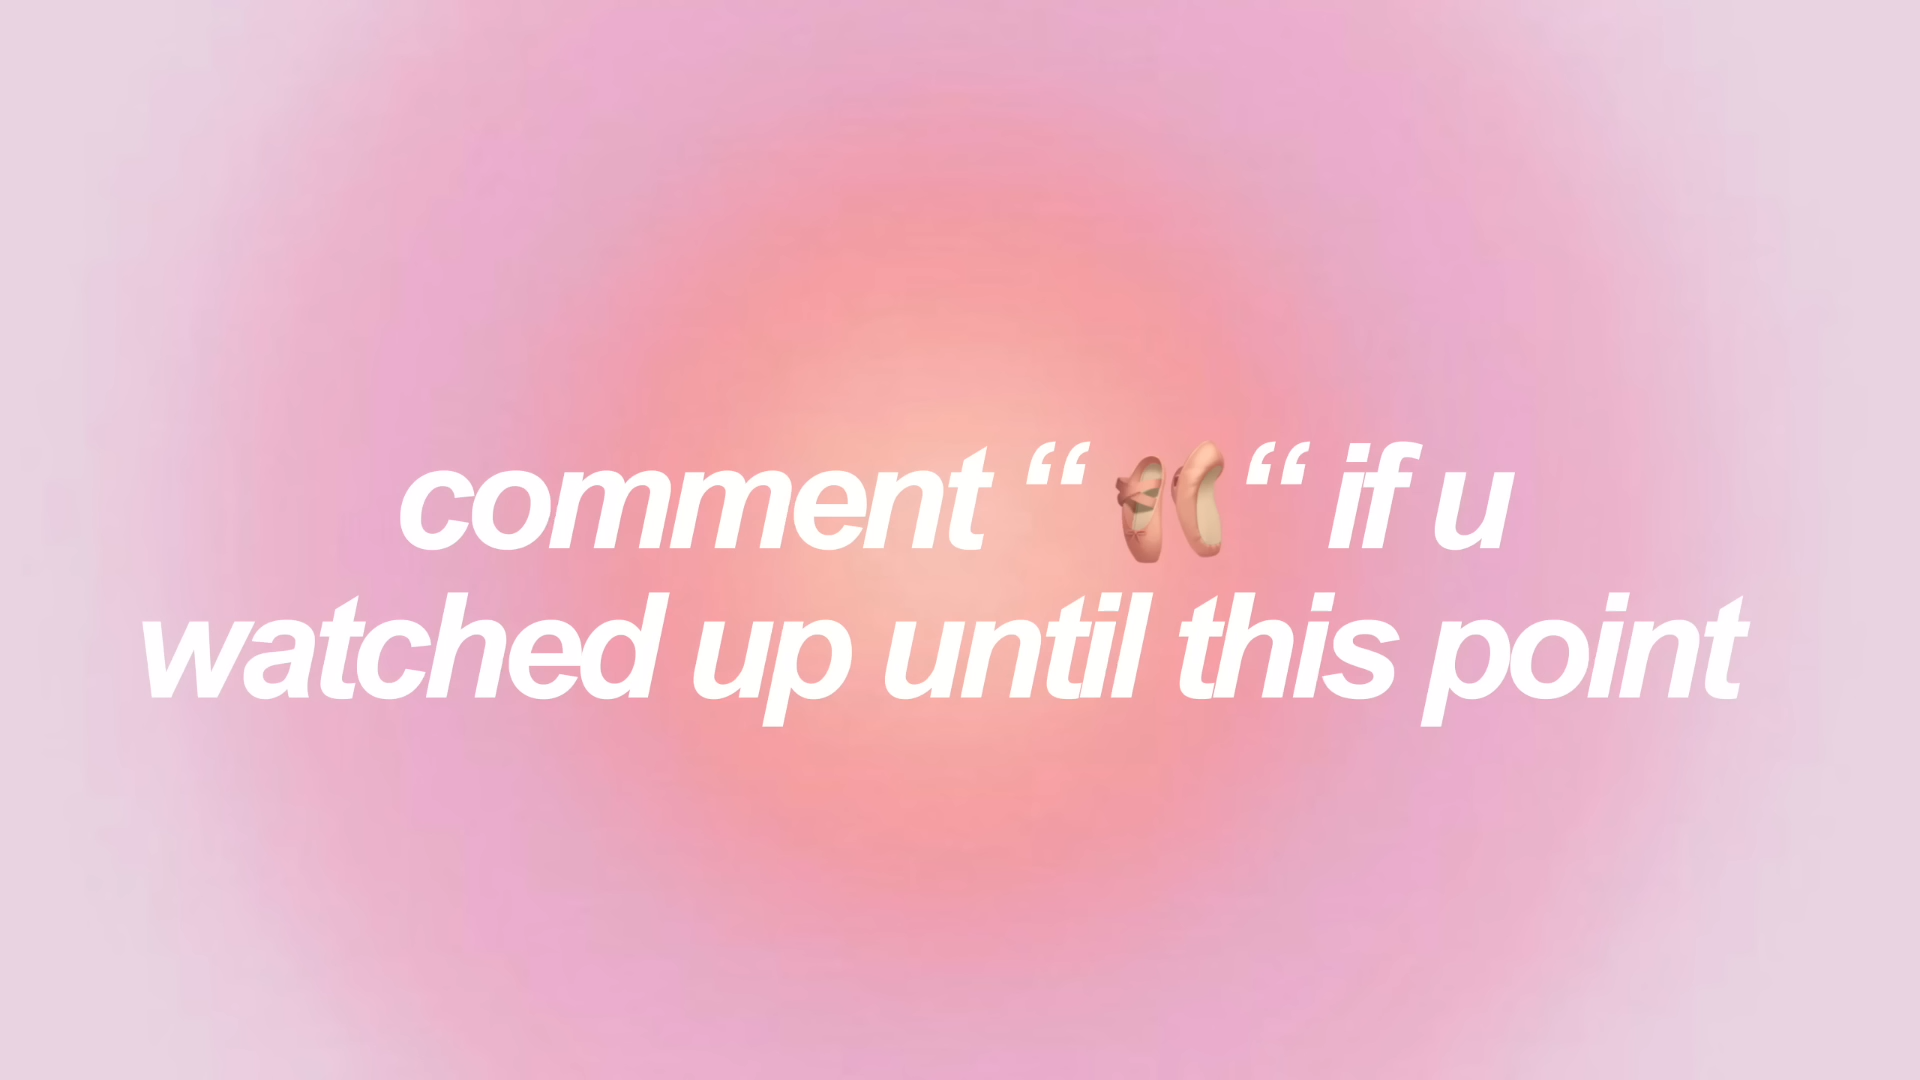 comment “ 🩰 “ if u
watched up until this point